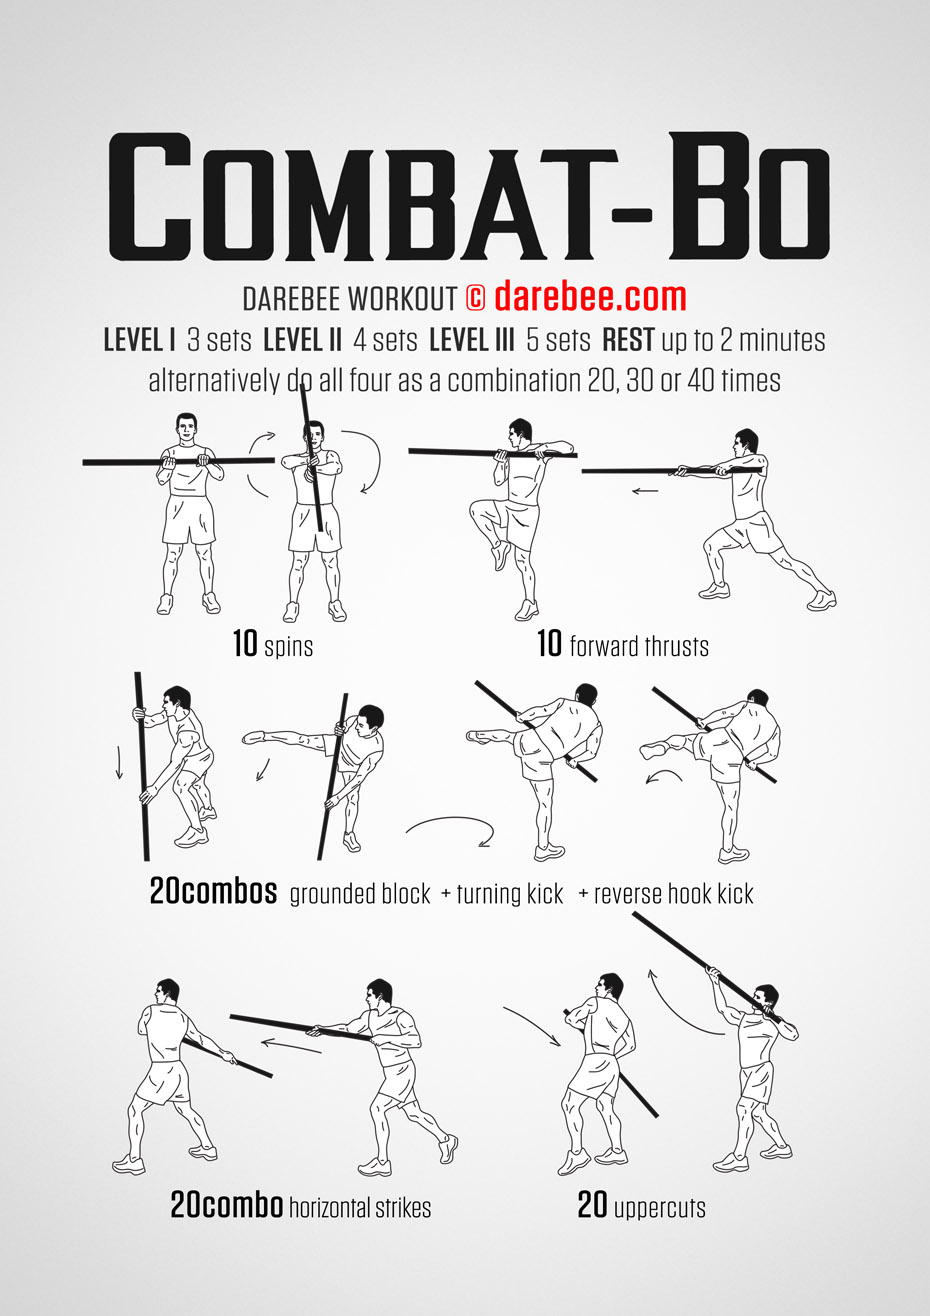 COMBAT-BO
DAREBEE WORKOUT © darebee.com
LEVEL I 3 sets LEVEL II 4 sets LEVEL III 5 sets REST up to 2 minutes
alternatively do all four as a combination 20, 30 or 40 times
10 spins
10 forward thrusts
20combos grounded block + turning kick + reverse hook kick
20combo horizontal strikes
20 uppercuts